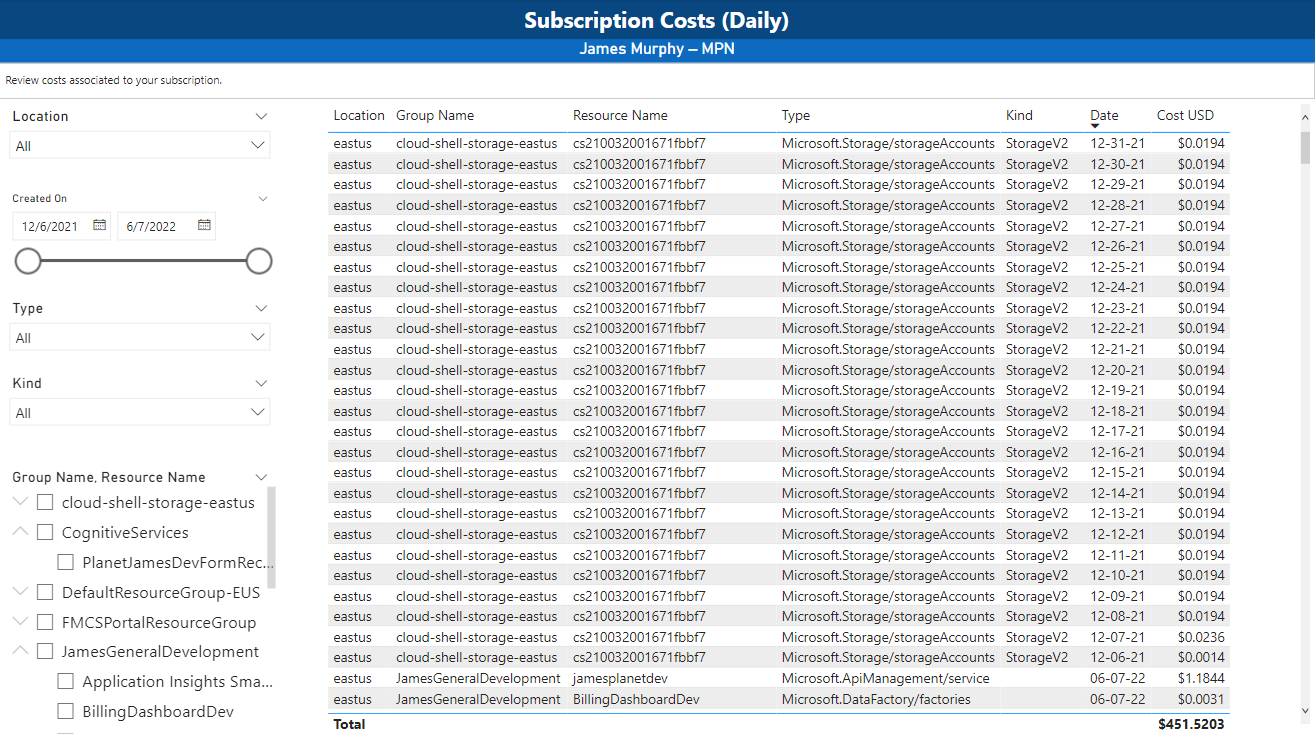 Subscription Costs (Daily)
James Murphy – MPN
Review costs associated to your subscription.
Location
All
Created On
12/6/2021 6/7/2022
Type
All
Kind
All
Group Name, Resource Name
cloud-shell-storage-eastus
CognitiveServices
PlanetJamesDevFormRec...
DefaultResourceGroup-EUS
FMCSPortalResourceGroup
JamesGeneralDevelopment
Application Insights Sma...
BillingDashboardDev
Location Group Name Resource Name Type Kind Date Cost USD
eastus cloud-shell-storage-eastus cs210032001671fbbf7 Microsoft.Storage/storageAccounts StorageV2 12-31-21 $0.0194
eastus cloud-shell-storage-eastus cs210032001671fbbf7 Microsoft.Storage/storageAccounts StorageV2 12-30-21 $0.0194
eastus cloud-shell-storage-eastus cs210032001671fbbf7 Microsoft.Storage/storageAccounts StorageV2 12-29-21 $0.0194
eastus cloud-shell-storage-eastus cs210032001671fbbf7 Microsoft.Storage/storageAccounts StorageV2 12-28-21 $0.0194
eastus cloud-shell-storage-eastus cs210032001671fbbf7 Microsoft.Storage/storageAccounts StorageV2 12-27-21 $0.0194
eastus cloud-shell-storage-eastus cs210032001671fbbf7 Microsoft.Storage/storageAccounts StorageV2 12-26-21 $0.0194
eastus cloud-shell-storage-eastus cs210032001671fbbf7 Microsoft.Storage/storageAccounts StorageV2 12-25-21 $0.0194
eastus cloud-shell-storage-eastus cs210032001671fbbf7 Microsoft.Storage/storageAccounts StorageV2 12-24-21 $0.0194
eastus cloud-shell-storage-eastus cs210032001671fbbf7 Microsoft.Storage/storageAccounts StorageV2 12-23-21 $0.0194
eastus cloud-shell-storage-eastus cs210032001671fbbf7 Microsoft.Storage/storageAccounts StorageV2 12-22-21 $0.0194
eastus cloud-shell-storage-eastus cs210032001671fbbf7 Microsoft.Storage/storageAccounts StorageV2 12-21-21 $0.0194
eastus cloud-shell-storage-eastus cs210032001671fbbf7 Microsoft.Storage/storageAccounts StorageV2 12-20-21 $0.0194
eastus cloud-shell-storage-eastus cs210032001671fbbf7 Microsoft.Storage/storageAccounts StorageV2 12-19-21 $0.0194
eastus cloud-shell-storage-eastus cs210032001671fbbf7 Microsoft.Storage/storageAccounts StorageV2 12-18-21 $0.0194
eastus cloud-shell-storage-eastus cs210032001671fbbf7 Microsoft.Storage/storageAccounts StorageV2 12-17-21 $0.0194
eastus cloud-shell-storage-eastus cs210032001671fbbf7 Microsoft.Storage/storageAccounts StorageV2 12-16-21 $0.0194
eastus cloud-shell-storage-eastus cs210032001671fbbf7 Microsoft.Storage/storageAccounts StorageV2 12-15-21 $0.0194
eastus cloud-shell-storage-eastus cs210032001671fbbf7 Microsoft.Storage/storageAccounts StorageV2 12-14-21 $0.0194
eastus cloud-shell-storage-eastus cs210032001671fbbf7 Microsoft.Storage/storageAccounts StorageV2 12-13-21 $0.0194
eastus cloud-shell-storage-eastus cs210032001671fbbf7 Microsoft.Storage/storageAccounts StorageV2 12-12-21 $0.0194
eastus cloud-shell-storage-eastus cs210032001671fbbf7 Microsoft.Storage/storageAccounts StorageV2 12-11-21 $0.0194
eastus cloud-shell-storage-eastus cs210032001671fbbf7 Microsoft.Storage/storageAccounts StorageV2 12-10-21 $0.0194
eastus cloud-shell-storage-eastus cs210032001671fbbf7 Microsoft.Storage/storageAccounts StorageV2 12-09-21 $0.0194
eastus cloud-shell-storage-eastus cs210032001671fbbf7 Microsoft.Storage/storageAccounts StorageV2 12-08-21 $0.0194
eastus cloud-shell-storage-eastus cs210032001671fbbf7 Microsoft.Storage/storageAccounts StorageV2 12-07-21 $0.0236
eastus cloud-shell-storage-eastus cs210032001671fbbf7 Microsoft.Storage/storageAccounts StorageV2 12-06-21 $0.0014
eastus JamesGeneralDevelopment jamesplanetdev Microsoft.ApiManagement/service 06-07-22 $1.1844
eastus JamesGeneralDevelopment BillingDashboardDev Microsoft.DataFactory/factories 06-07-22 $0.0031
Total $451.5203